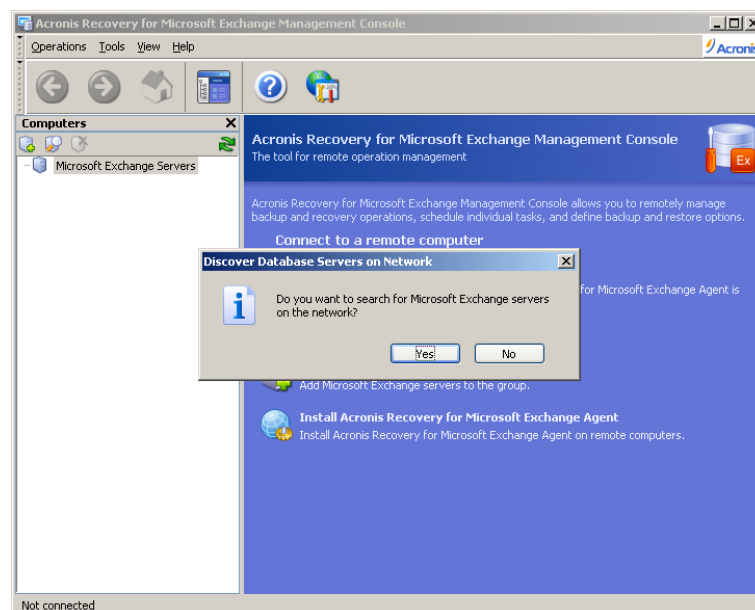 Acronis Recovery for Microsoft Exchange Management Console
Operations Tools View Help
Acronis
Computers
Microsoft Exchange Servers
Acronis Recovery for Microsoft Exchange Management Console
The tool for remote operation management
Ex
Acronis Recovery for Microsoft Exchange Management Console allows you to remotely manage
backup and recovery operations, schedule individual tasks, and define backup and restore options.
Connect to a remote computer
for Microsoft Exchange Agent is
Discover Database Servers on Network
Do you want to search for Microsoft Exchange servers
on the network?
Yes No
Add Microsoft Exchange servers to the group.
Install Acronis Recovery for Microsoft Exchange Agent
Install Acronis Recovery for Microsoft Exchange Agent on remote computers.
Not connected